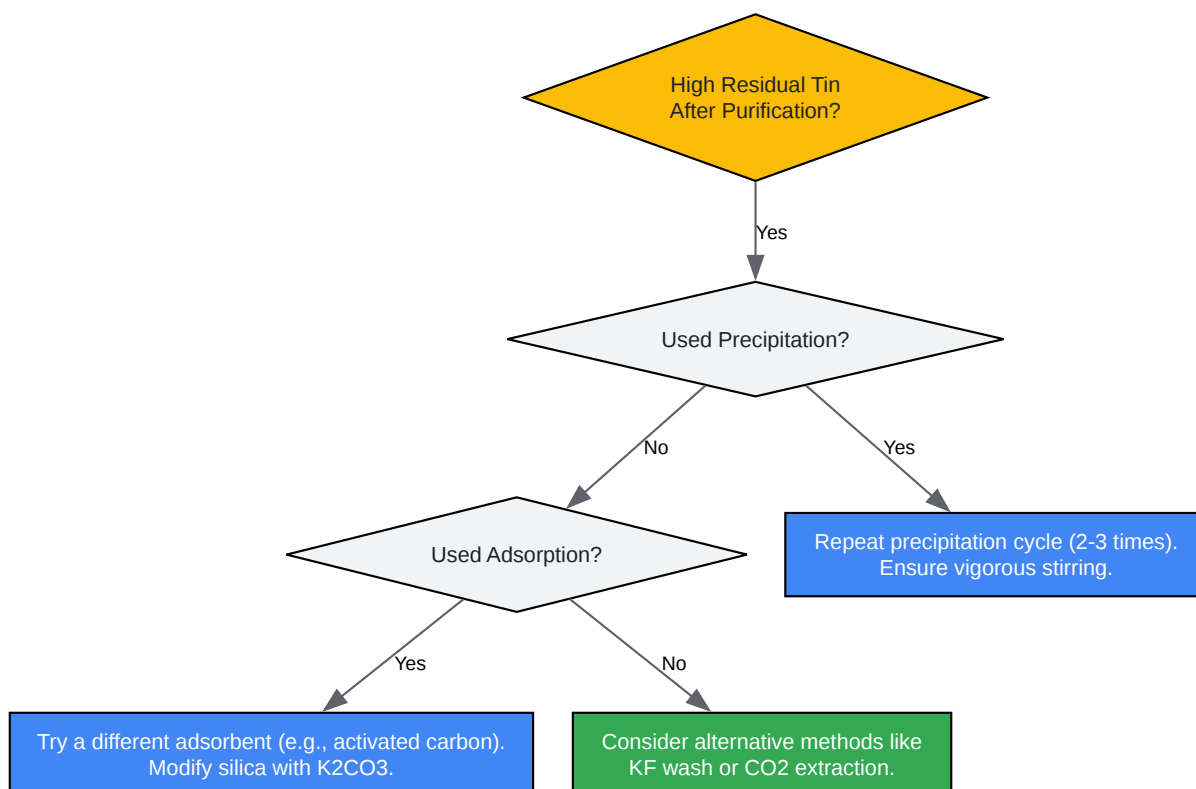 High Residual Tin
After Purification?
Yes
Used Precipitation?
No
Yes
Used Adsorption?
Repeat precipitation cycle (2-3 times).
Ensure vigorous stirring.
Yes
No
Try a different adsorbent (e.g., activated carbon).
Modify silica with K2CO3.
Consider alternative methods like
KF wash or CO2 extraction.